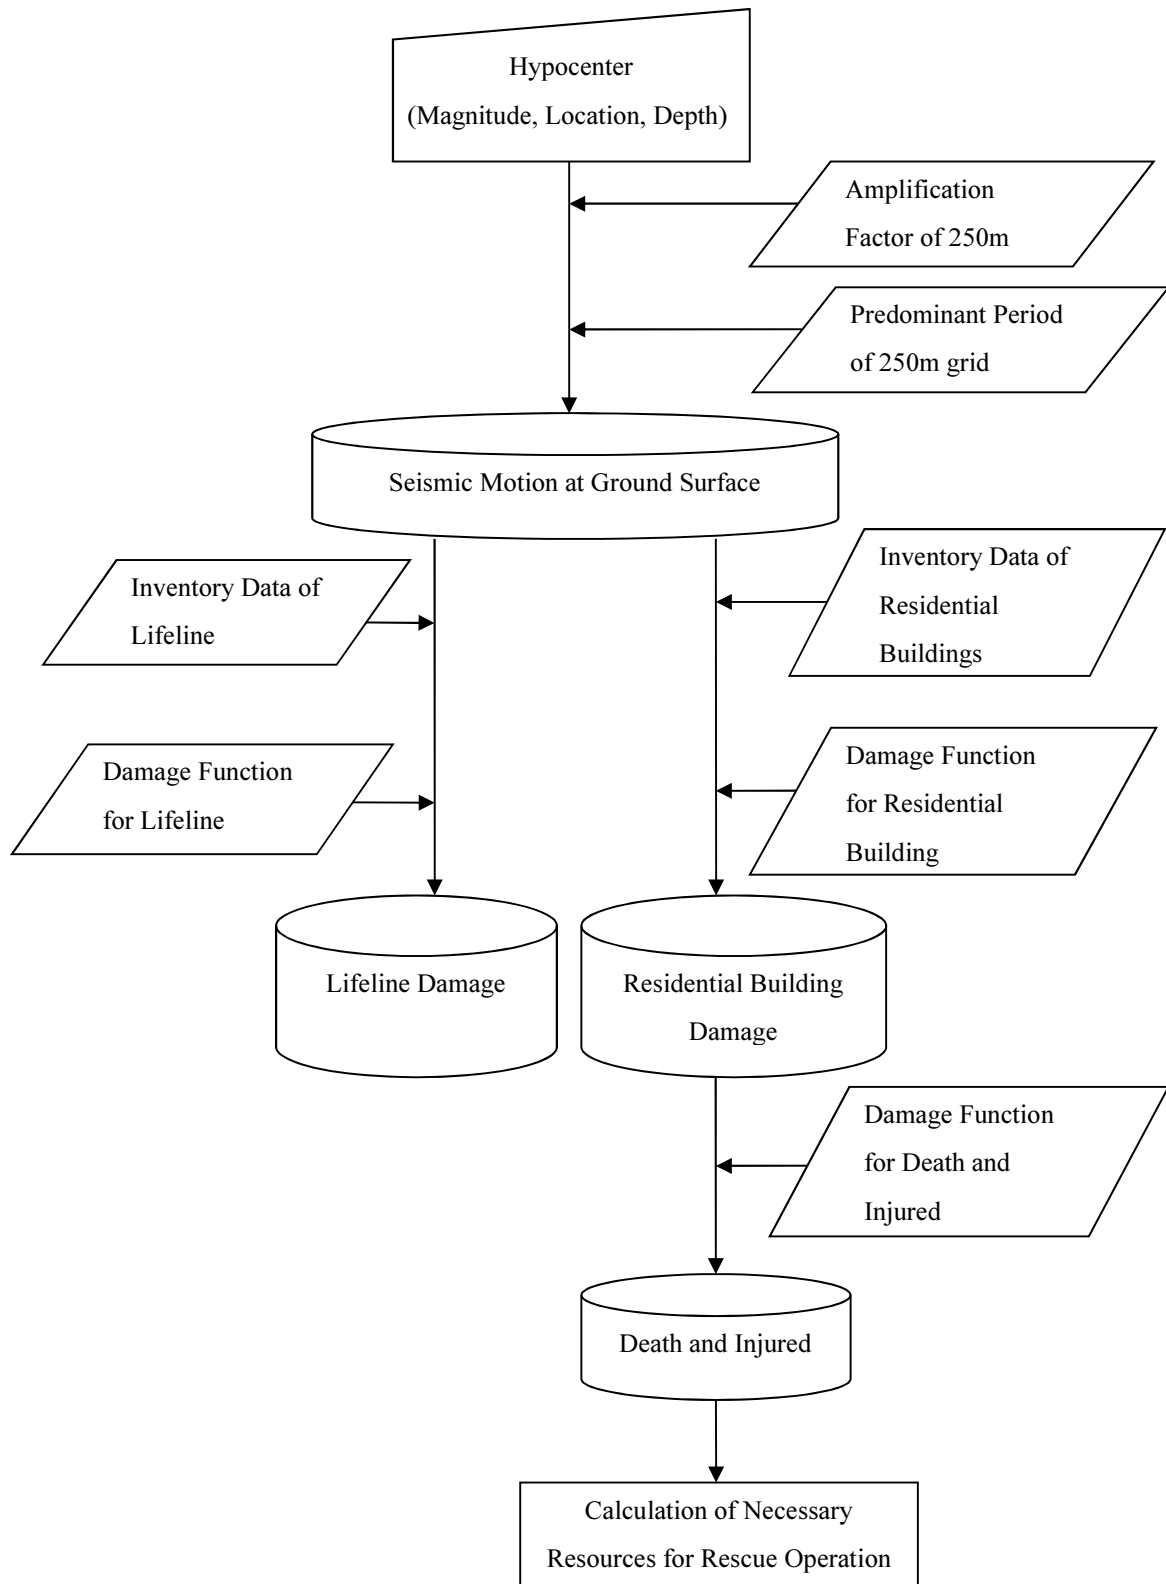 Hypocenter
(Magnitude, Location, Depth)
Amplification
Factor of 250m
Predominant Period
of 250m grid
Seismic Motion at Ground Surface
Inventory Data of
Lifeline
Inventory Data of
Residential
Buildings
Damage Function
for Lifeline
Damage Function
for Residential
Building
Lifeline Damage
Residential Building
Damage
Damage Function
for Death and
Injured
Death and Injured
Calculation of Necessary
Resources for Rescue Operation